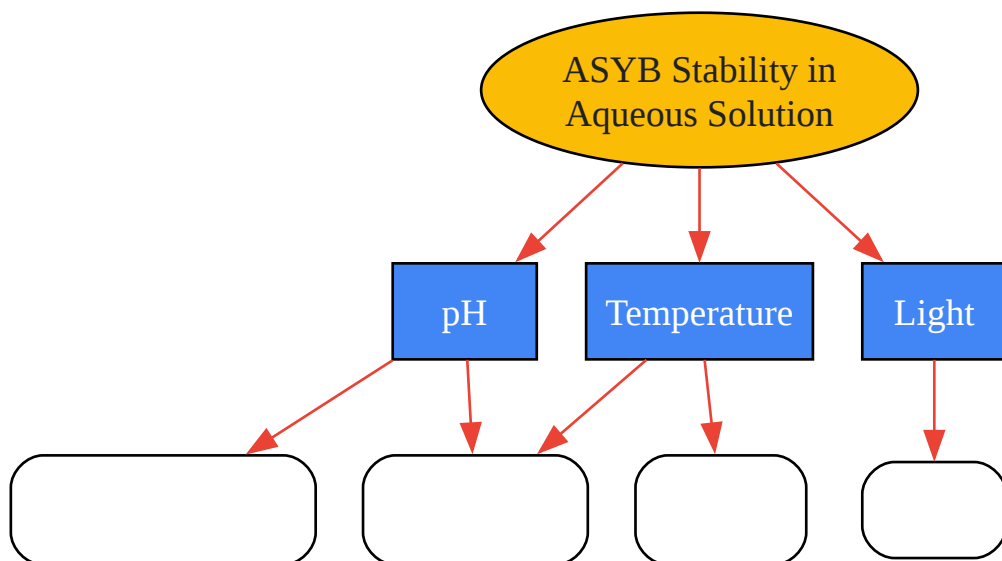 ASYB Stability in
Aqueous Solution
pH
Temperature
Light